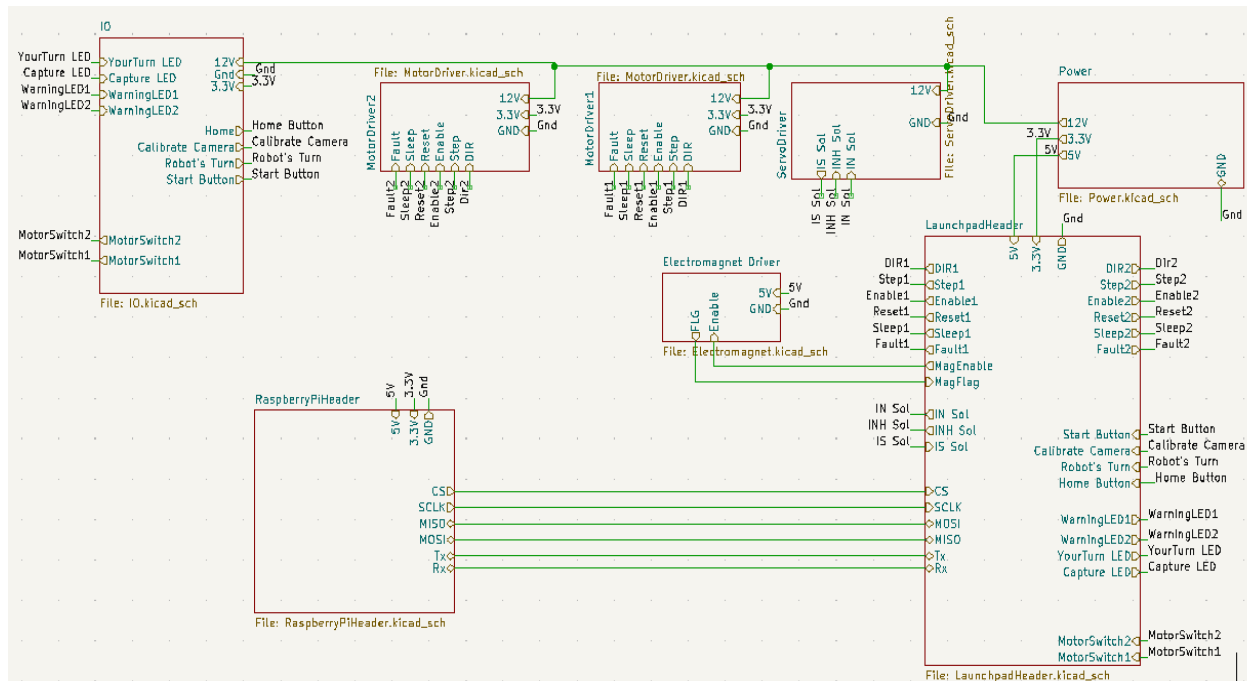 IO
YourTurn LED
Capture LED
WarningLED1
WarningLED2
YourTurn LED
Capture LED
WarningLED1
WarningLED2
12V
Gnd
3.3V
Gnd
3.3V
Home
Calibrate Camera
Robot's Turn
Start Button
Home Button
Calibrate Camera
Robot's Turn
Start Button
MotorSwitch2
MotorSwitch1
MotorSwitch2
MotorSwitch1
File: IO.kicad_sch
File: MotorDriver.kicad_sch
MotorDriver2
12V
3.3V
GND
3.3V
Gnd
Fault
Sleep
Reset
Enable
Step
DIR
Fault2
Sleep2
Reset2
Enable2
Step2
Dir2
File: MotorDriver.kicad_sch
MotorDriver1
12V
3.3V
GND
3.3V
Gnd
Fault
Sleep
Reset
Enable
Step
DIR
Fault1
Sleep1
Reset1
Enable1
Step1
DIR1
ServoDriver
12V
GND
Gnd
IS Sol
INH Sol
IN Sol
IS Sol
INH Sol
IN Sol
File: ServoDriver.kicad_sch
Power
12V
3.3V
5V
3.3V
5V
GND
Gnd
File: Power.kicad_sch
Electromagnet Driver
5V
GND
5V
Gnd
FLG
Enable
File: Electromagnet.kicad_sch
RaspberryPiHeader
5V
3.3V
Gnd
5V
3.3V
GND
CS
SCLK
MISO
MOSI
Tx
Rx
File: RaspberryPiHeader.kicad_sch
LaunchpadHeader
Gnd
5V
3.3V
GND
DIR1
Step1
Enable1
Reset1
Sleep1
Fault1
DIR1
Step1
Enable1
Reset1
Sleep1
Fault1
MagEnable
MagFlag
IN Sol
INH Sol
IS Sol
IN Sol
INH Sol
IS Sol
CS
SCLK
MOSI
MISO
Tx
Rx
DIR2
Step2
Enable2
Reset2
Sleep2
Fault2
Dir2
Step2
Enable2
Reset2
Sleep2
Fault2
Start Button
Calibrate Camera
Robot's Turn
Home Button
Start Button
Calibrate Camera
Robot's Turn
Home Button
WarningLED1
WarningLED2
YourTurn LED
Capture LED
WarningLED1
WarningLED2
YourTurn LED
Capture LED
MotorSwitch2
MotorSwitch1
MotorSwitch2
MotorSwitch1
File: LaunchpadHeader.kicad_sch